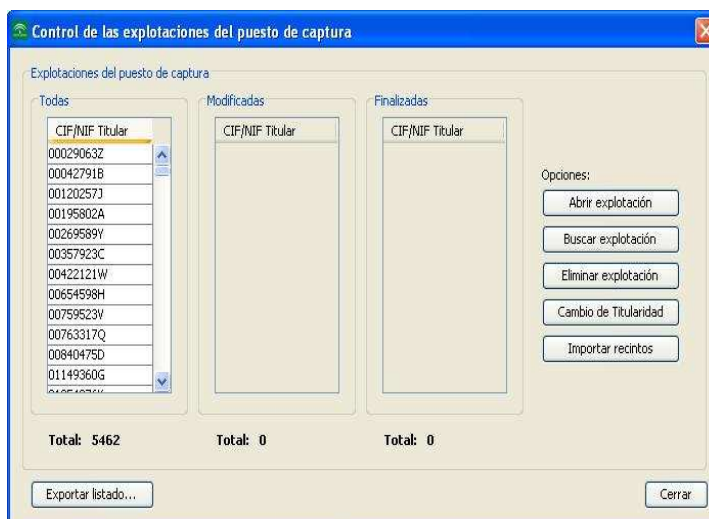 Control de las explotaciones del puesto de captura
Explotaciones del puesto de captura
Todas
CIF/NIF Titular
00029063Z
00042791B
00120257J
00195802A
00269589Y
00357923C
00422121W
00654598H
00759523V
00763317Q
00840475D
01149360G
Total: 5462
Modificadas
CIF/NIF Titular
Total: 0
Finalizadas
CIF/NIF Titular
Total: 0
Opciones:
Abrir explotación
Buscar explotación
Eliminar explotación
Cambio de Titularidad
Importar recintos
Exportar listado...
Cerrar